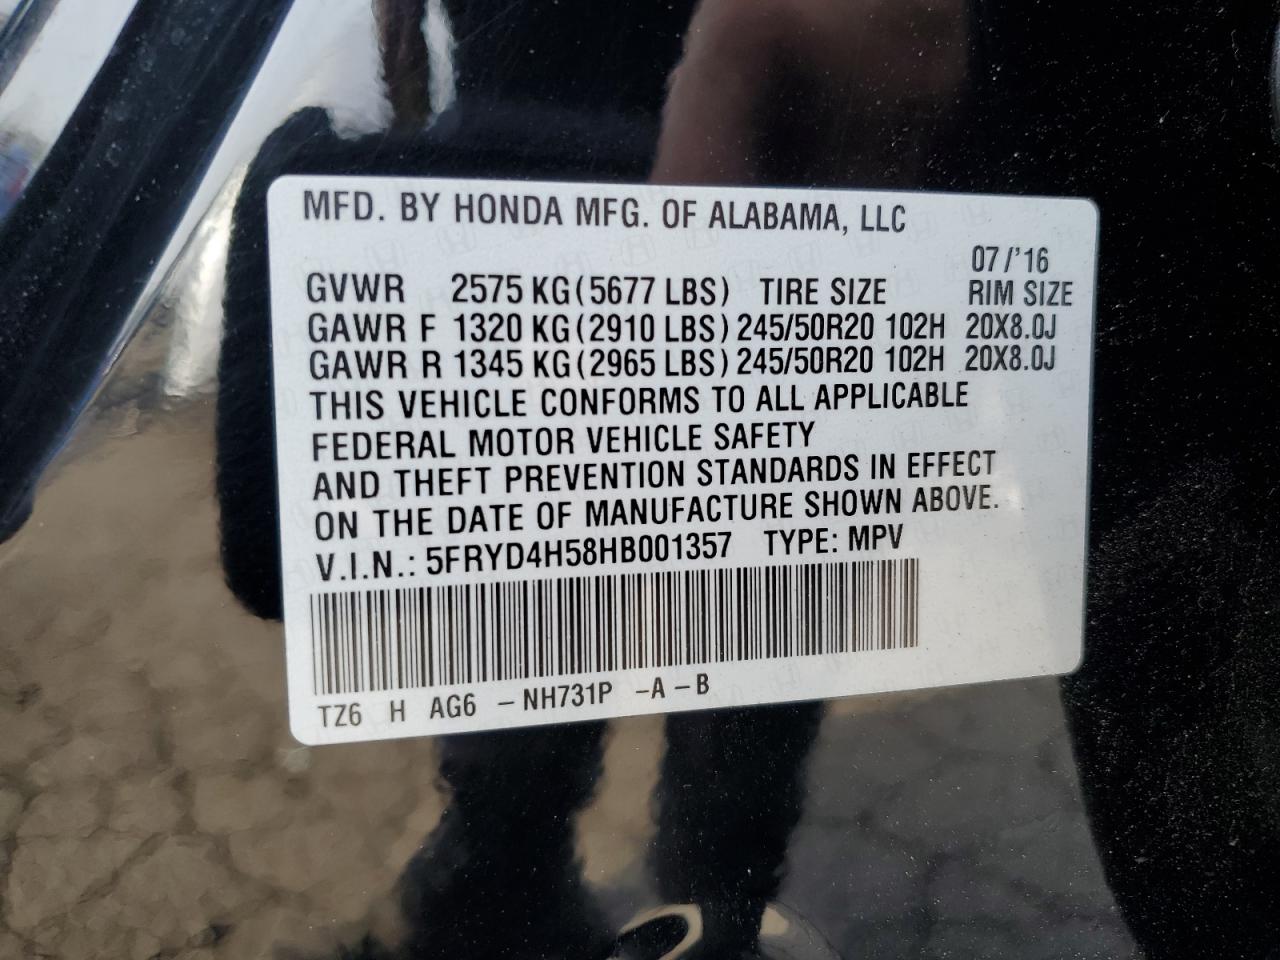 MFD. BY HONDA MFG. OF ALABAMA, LLC
07/'16
GVWR 2575 KG (5677 LBS) TIRE SIZE RIM SIZE
GAWR F 1320 KG (2910 LBS) 245/50R20 102H 20X8.0J
GAWR R 1345 KG (2965 LBS) 245/50R20 102H 20X8.0J
THIS VEHICLE CONFORMS TO ALL APPLICABLE
FEDERAL MOTOR VEHICLE SAFETY
AND THEFT PREVENTION STANDARDS IN EFFECT
ON THE DATE OF MANUFACTURE SHOWN ABOVE.
V.I.N.: 5FRYD4H58HB001357 TYPE: MPV
TZ6 H AG6 - NH731P -A - B